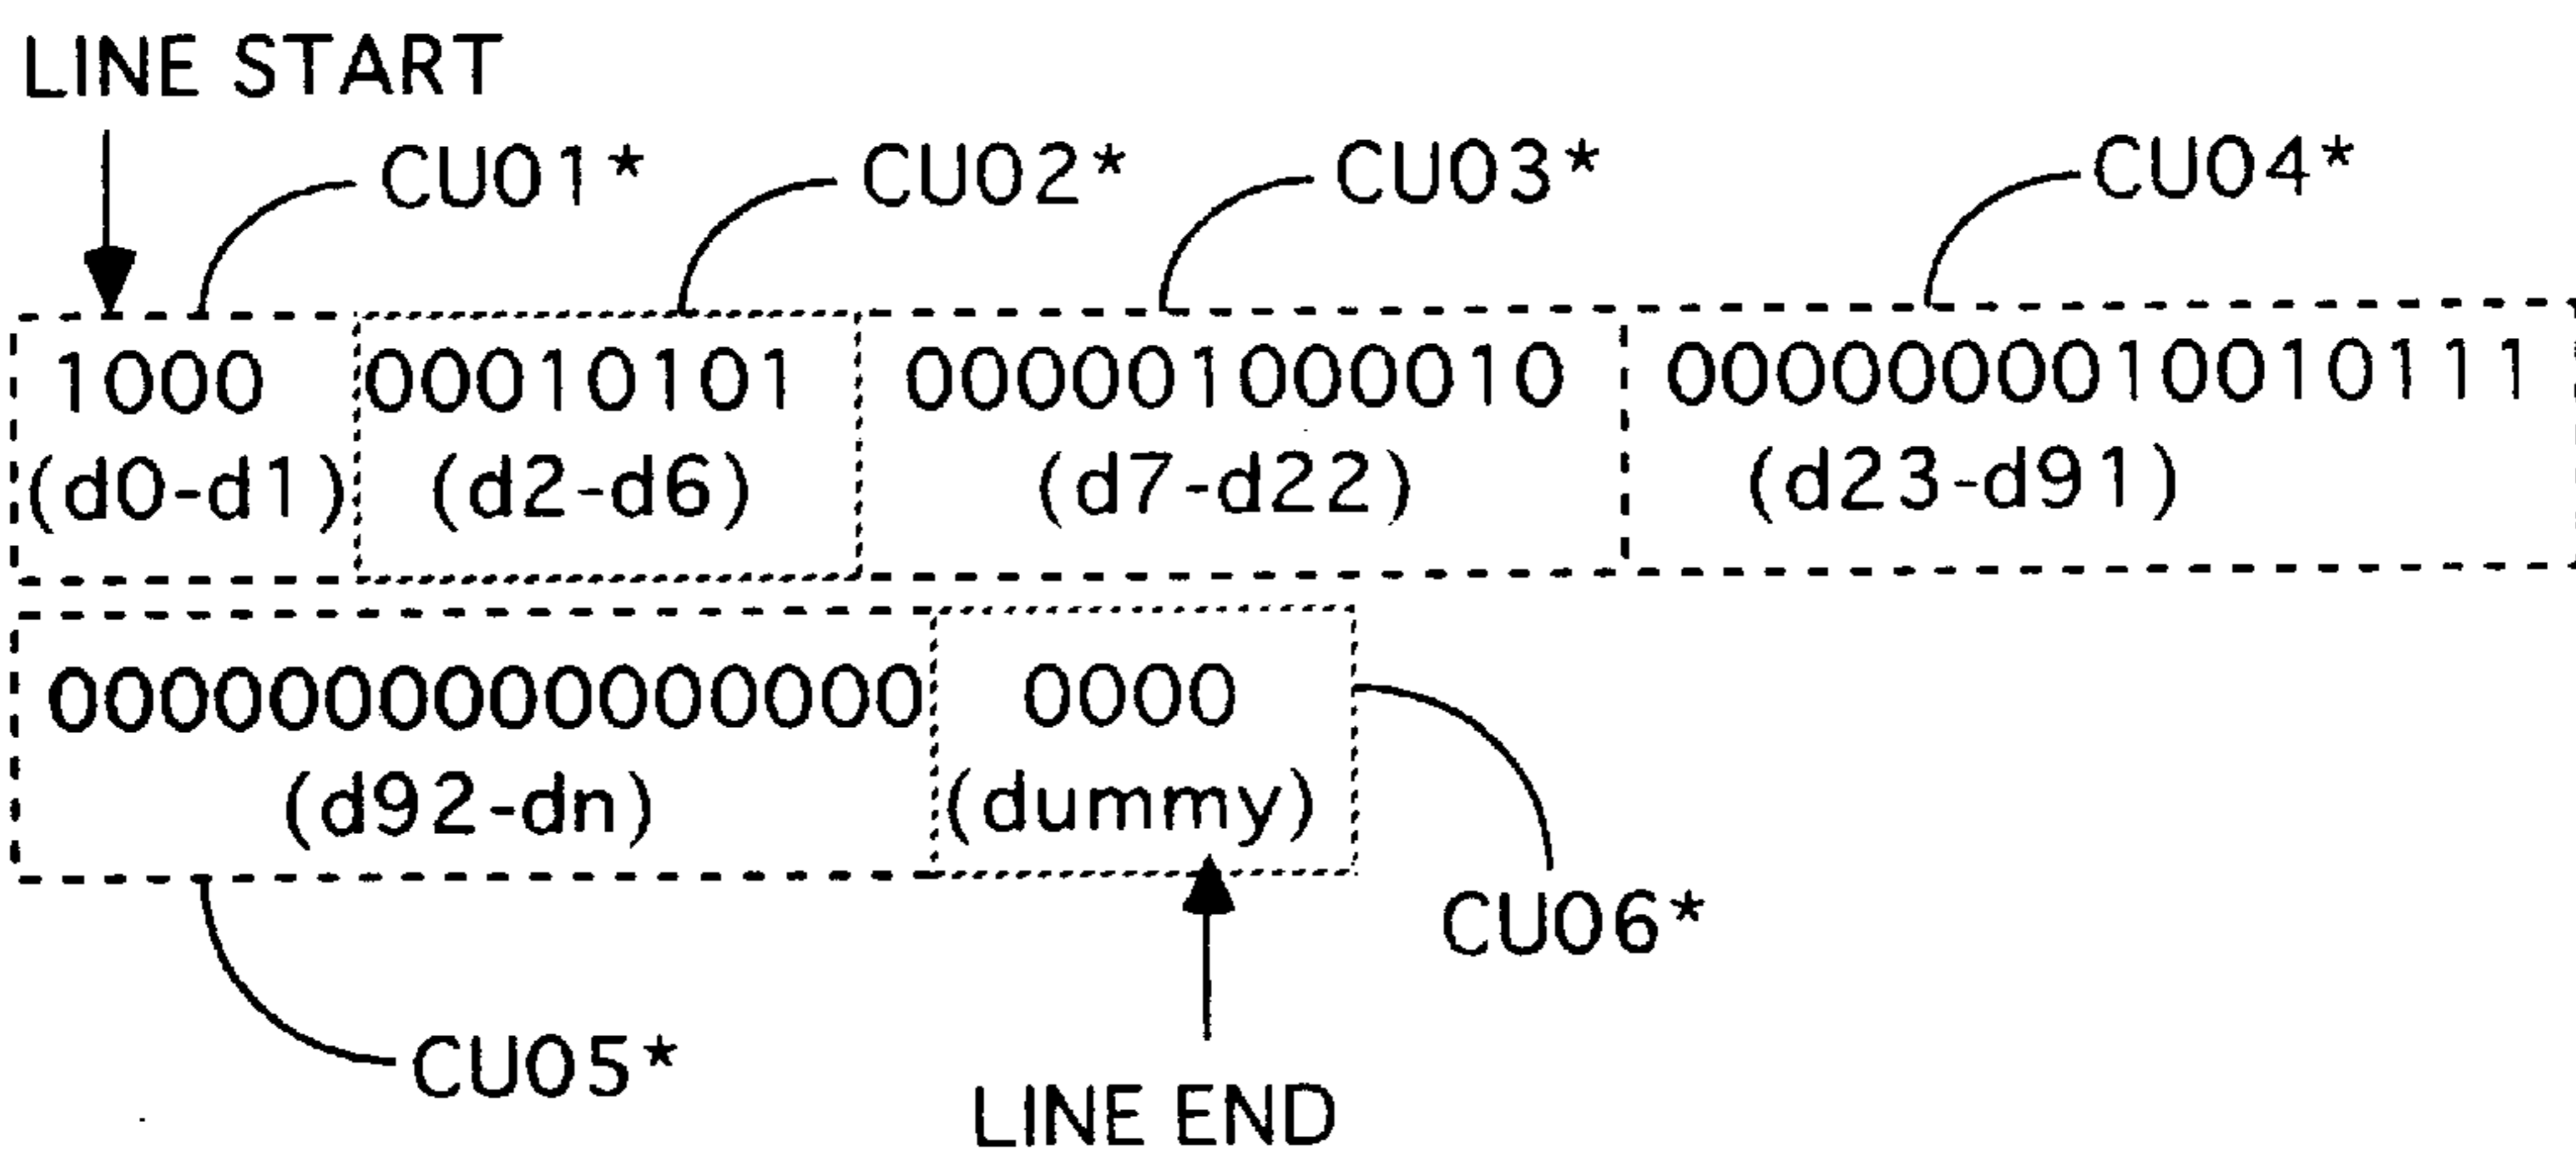 LINE START
CU01* CU02* CU03* CU04*
1000 00010101 000001000010 0000000010010111
(d0-d1) (d2-d6) (d7-d22) (d23-d91)
0000000000000000 0000
(d92-dn) (dummy)
CU06*
CU05*
LINE END